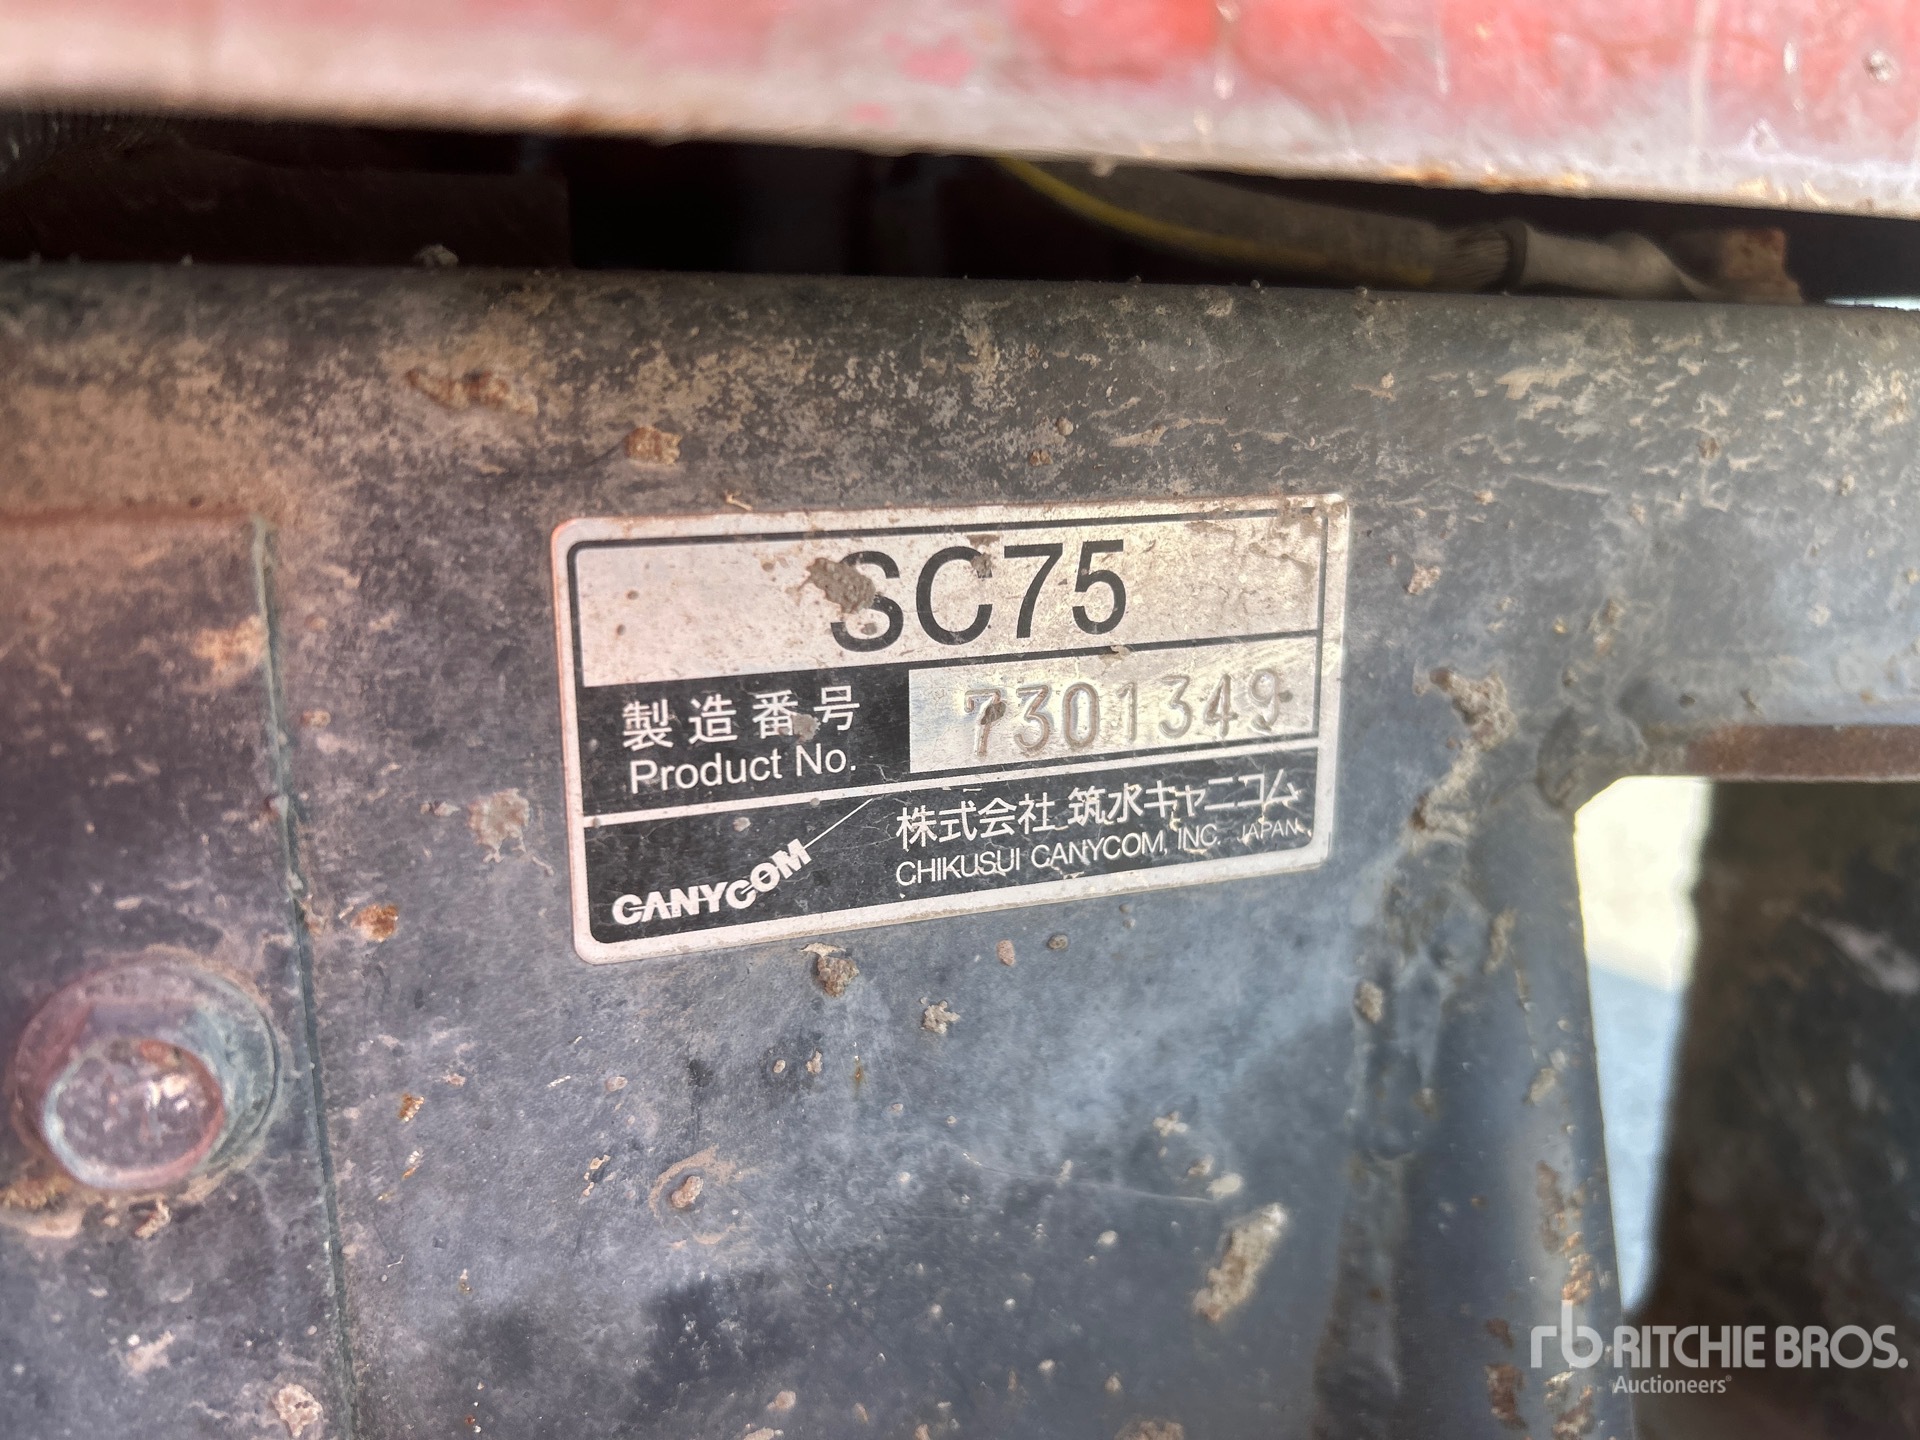 SC75
製造番号
Product No.
7301349
CANYCOM
株式会社 筑水キャニコム
CHIKUSUI CANYCOM, INC. JAPAN
rb RITCHIE BROS.
Auctioneers